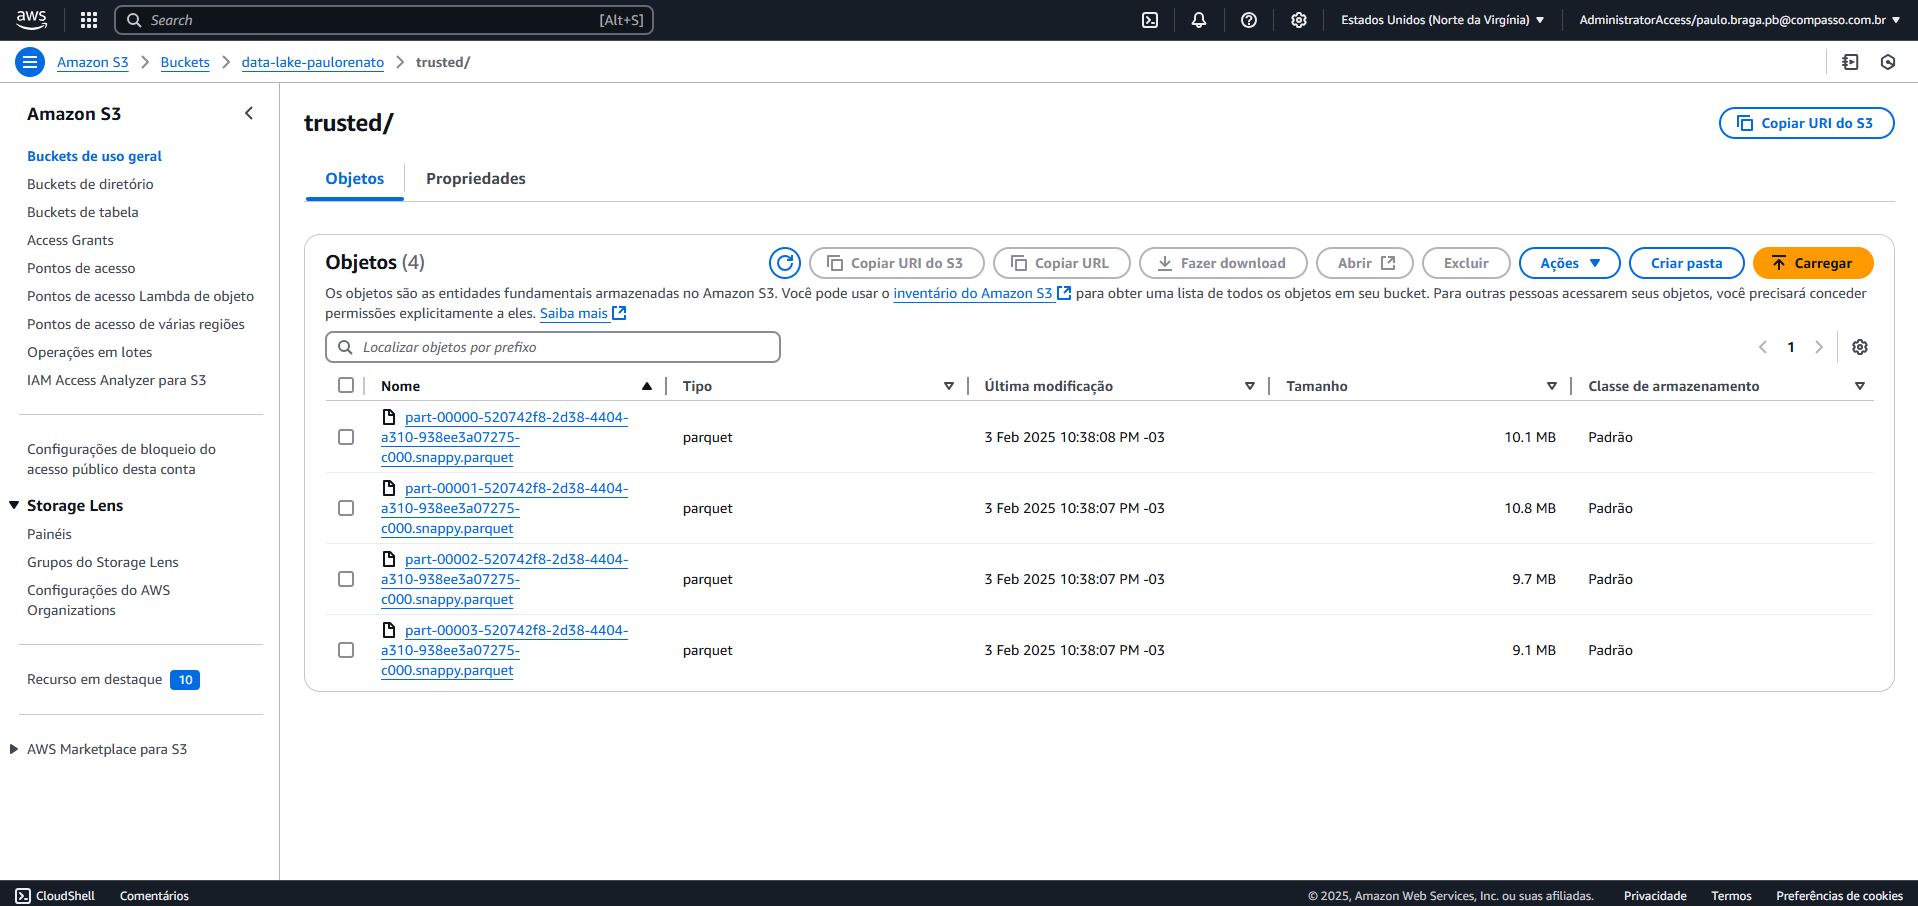 aws
Search [Alt+S]
Estados Unidos (Norte da Virgínia)
AdministratorAccess/paulo.braga.pb@compasso.com.br
Amazon S3 > Buckets > data-lake-paulorenato > trusted/
Amazon S3
Buckets de uso geral
Buckets de diretório
Buckets de tabela
Access Grants
Pontos de acesso
Pontos de acesso Lambda de objeto
Pontos de acesso de várias regiões
Operações em lotes
IAM Access Analyzer para S3
Configurações de bloqueio do
acesso público desta conta
Storage Lens
Painéis
Grupos do Storage Lens
Configurações do AWS
Organizations
Recurso em destaque 10
AWS Marketplace para S3
trusted/
Copiar URI do S3
Objetos
Propriedades
Objetos (4)
Copiar URI do S3
Copiar URL
Fazer download
Abrir
Excluir
Ações
Criar pasta
Carregar
Os objetos são as entidades fundamentais armazenadas no Amazon S3. Você pode usar o inventário do Amazon S3 para obter uma lista de todos os objetos em seu bucket. Para outras pessoas acessarem seus objetos, você precisará conceder
permissões explicitamente a eles. Saiba mais
Localizar objetos por prefixo
1
Nome Tipo Última modificação Tamanho Classe de armazenamento
part-00000-520742f8-2d38-4404-
a310-938ee3a07275- parquet 3 Feb 2025 10:38:08 PM -03 10.1 MB Padrão
c000.snappy.parquet
part-00001-520742f8-2d38-4404-
a310-938ee3a07275- parquet 3 Feb 2025 10:38:07 PM -03 10.8 MB Padrão
c000.snappy.parquet
part-00002-520742f8-2d38-4404-
a310-938ee3a07275- parquet 3 Feb 2025 10:38:07 PM -03 9.7 MB Padrão
c000.snappy.parquet
part-00003-520742f8-2d38-4404-
a310-938ee3a07275- parquet 3 Feb 2025 10:38:07 PM -03 9.1 MB Padrão
c000.snappy.parquet
CloudShell Comentários © 2025, Amazon Web Services, Inc. ou suas afiliadas. Privacidade Termos Preferências de cookies